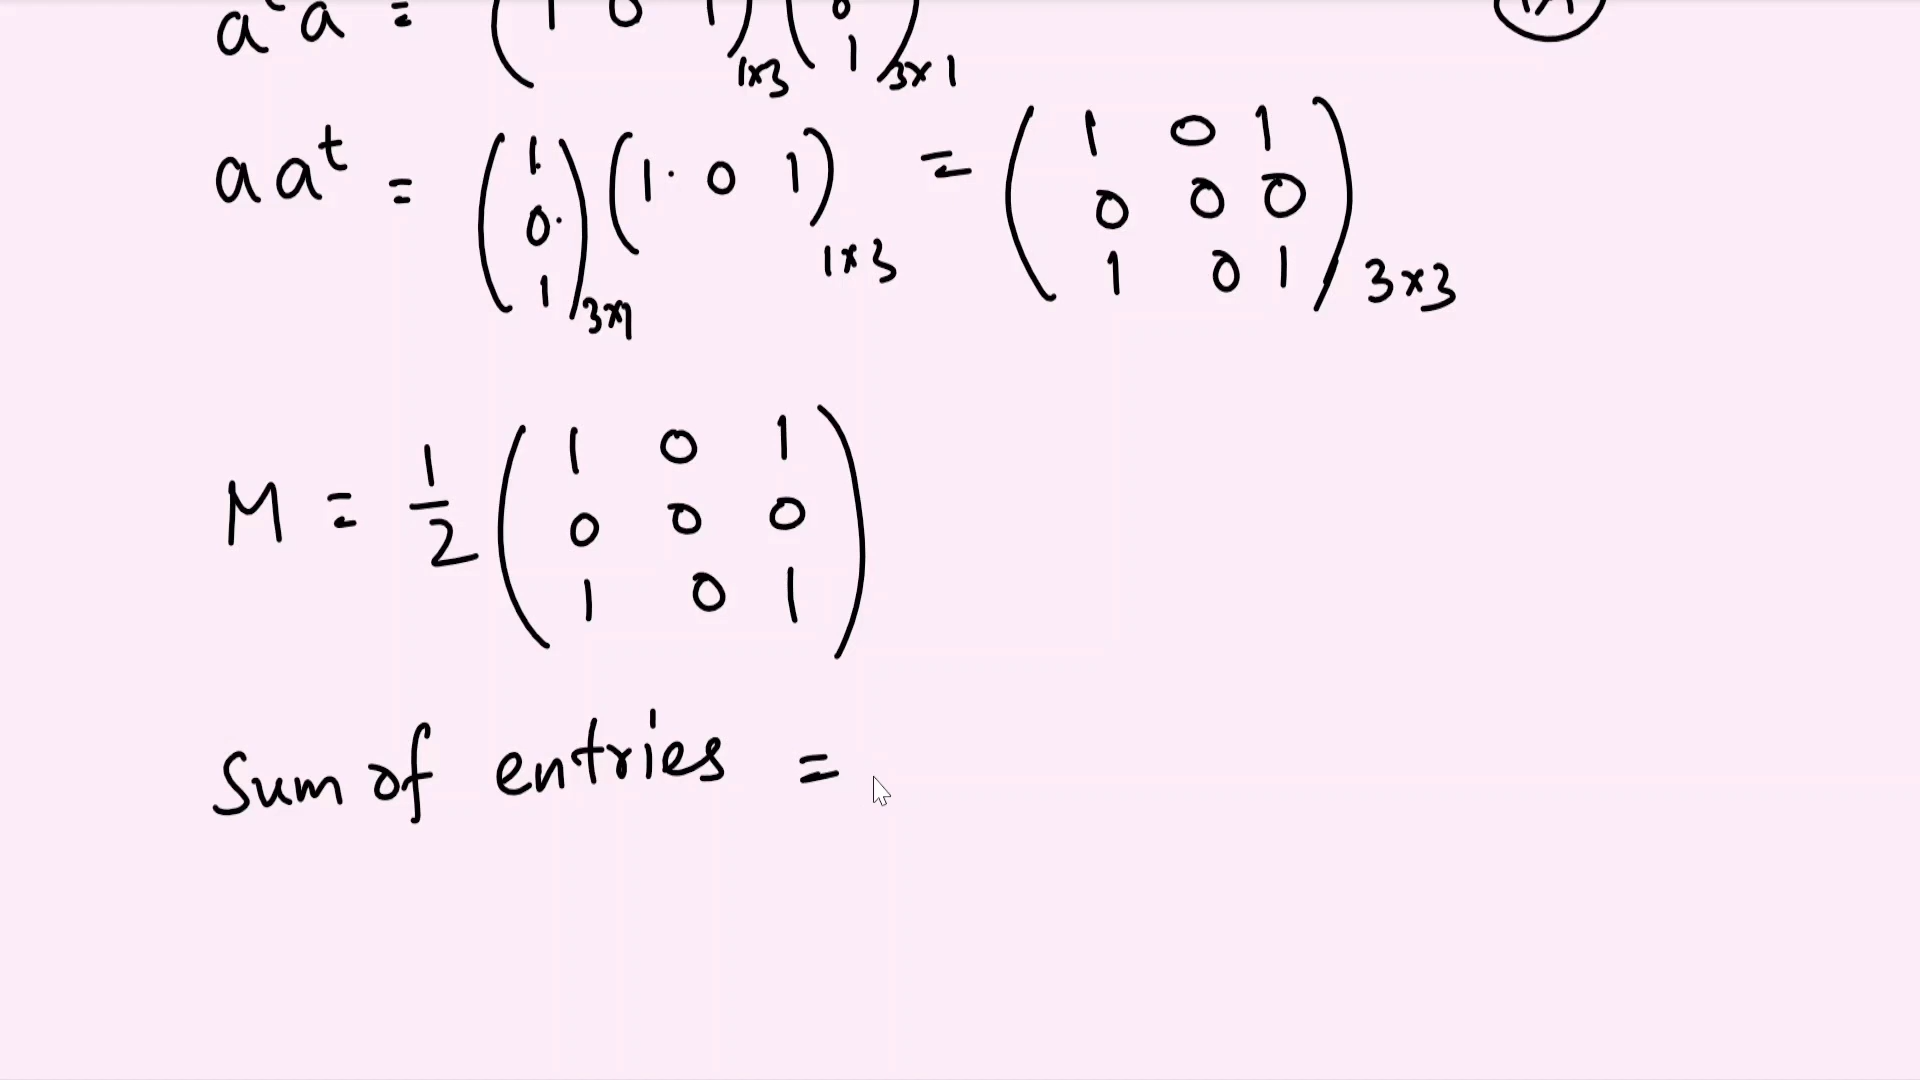 aᵗa = (1 0 1)₁ₓ₃ (0 1)₃ₓ₁
aaᵗ = (1 0 1)₃ₓ₁ (1 0 1)₁ₓ₃ = (1 0 1
0 0 0
1 0 1)₃ₓ₃
M = 1/2 (1 0 1
0 0 0
1 0 1)
Sum of entries =